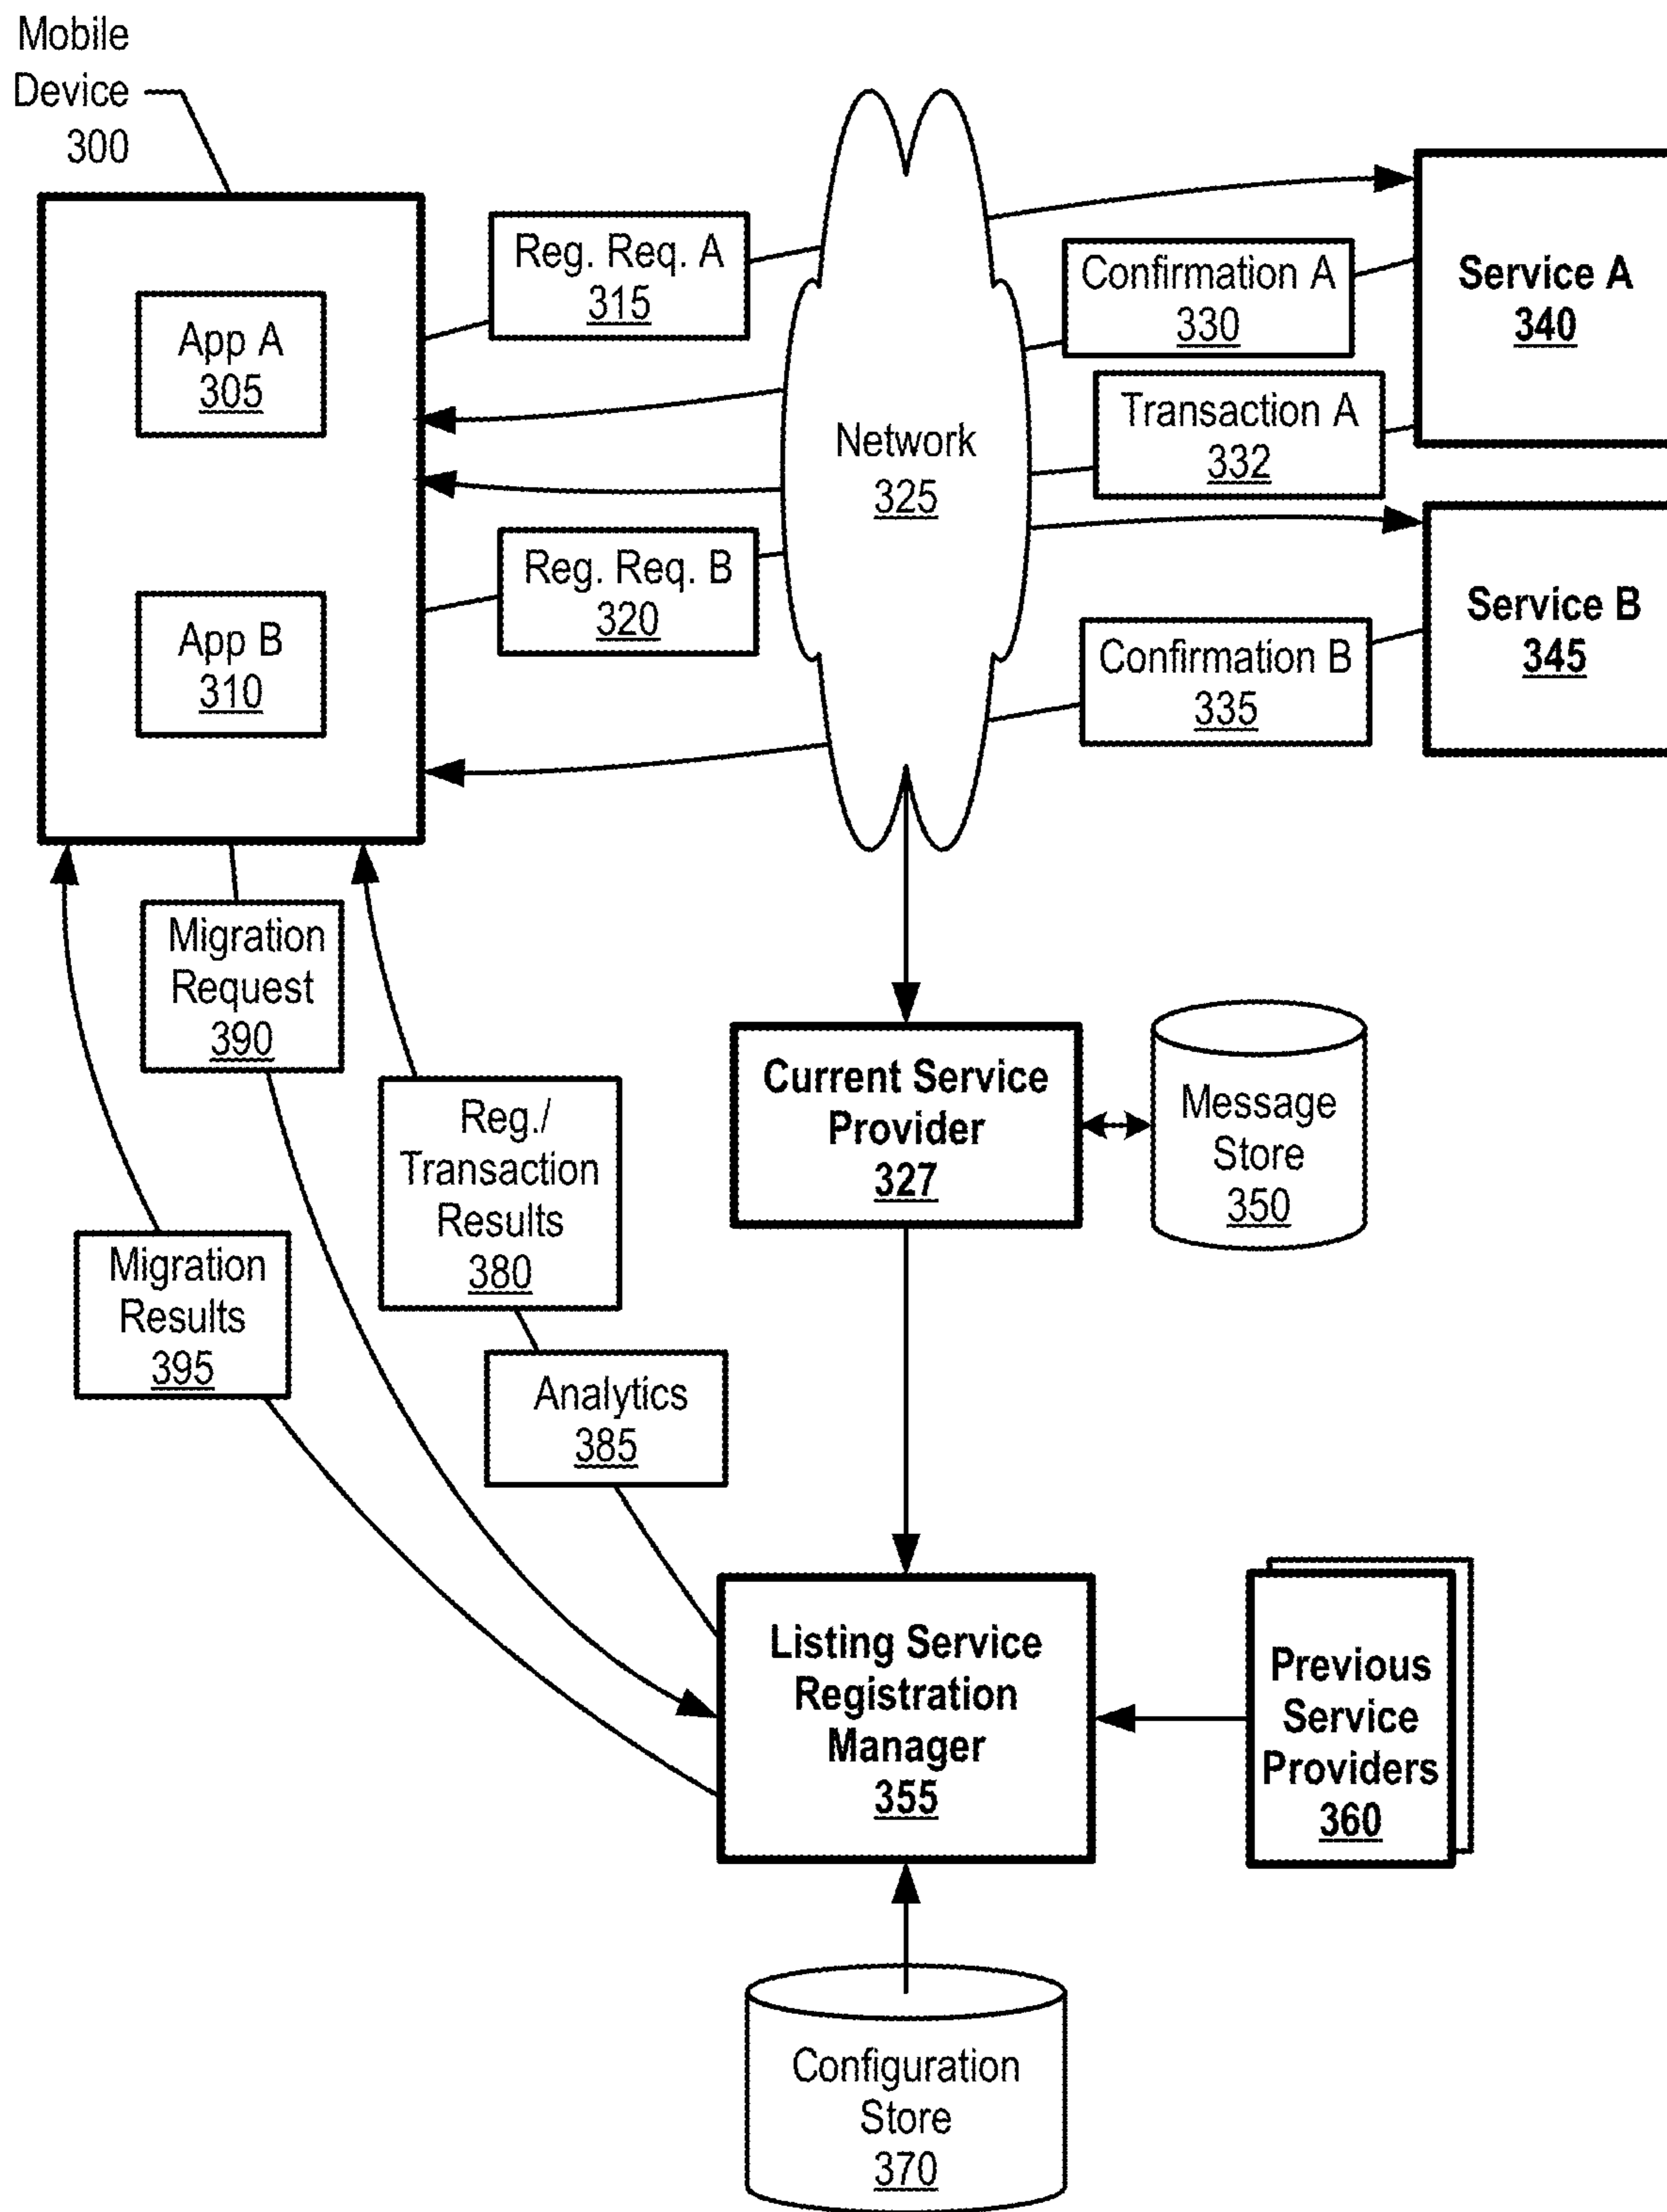 Mobile
Device
300
Reg. Req. A
315
App A
305
Reg. Req. B
320
App B
310
Network
325
Confirmation A
330
Transaction A
332
Confirmation B
335
Service A
340
Service B
345
Migration
Request
390
Reg./
Transaction
Results
380
Migration
Results
395
Analytics
385
Current Service
Provider
327
Message
Store
350
Listing Service
Registration
Manager
355
Previous
Service
Providers
360
Configuration
Store
370